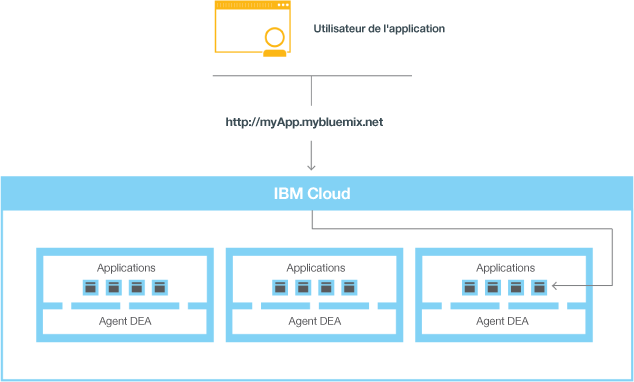 Utilisateur de l'application
http://myApp.mybluemix.net
IBM Cloud
Applications
Agent DEA
Applications
Agent DEA
Applications
Agent DEA